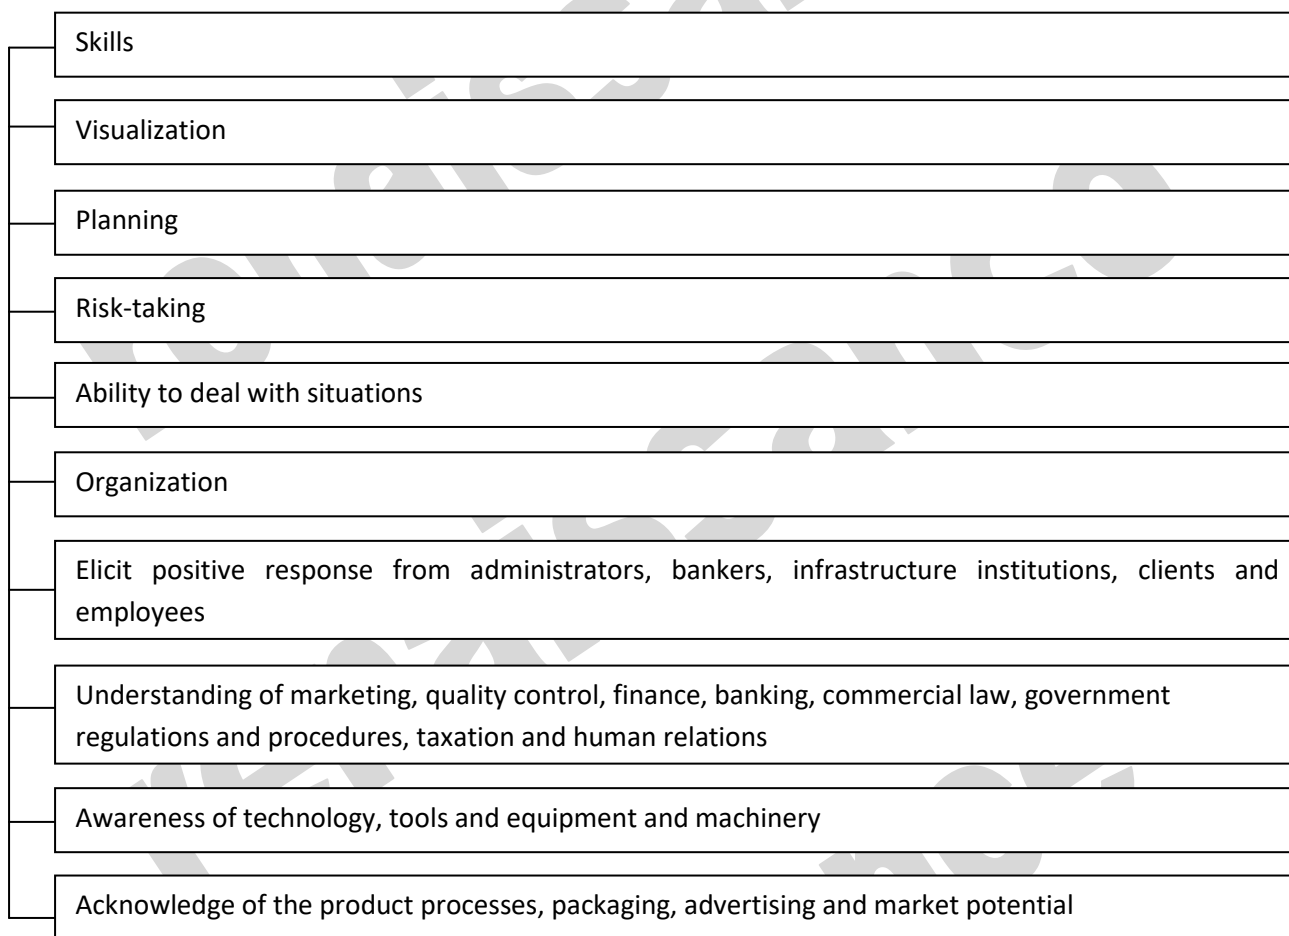 Skills
Visualization
Planning
Risk-taking
Ability to deal with situations
Organization
Elicit positive response from administrators, bankers, infrastructure institutions, clients and
employees
Understanding of marketing, quality control, finance, banking, commercial law, government
regulations and procedures, taxation and human relations
Awareness of technology, tools and equipment and machinery
Acknowledge of the product processes, packaging, advertising and market potential